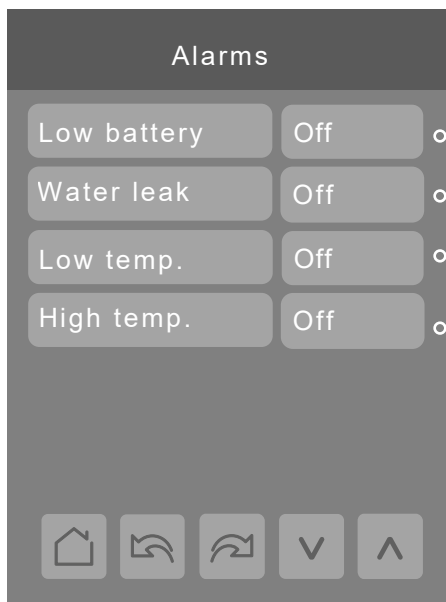 Alarms
Low battery Off
Water leak Off
Low temp. Off
High temp. Off